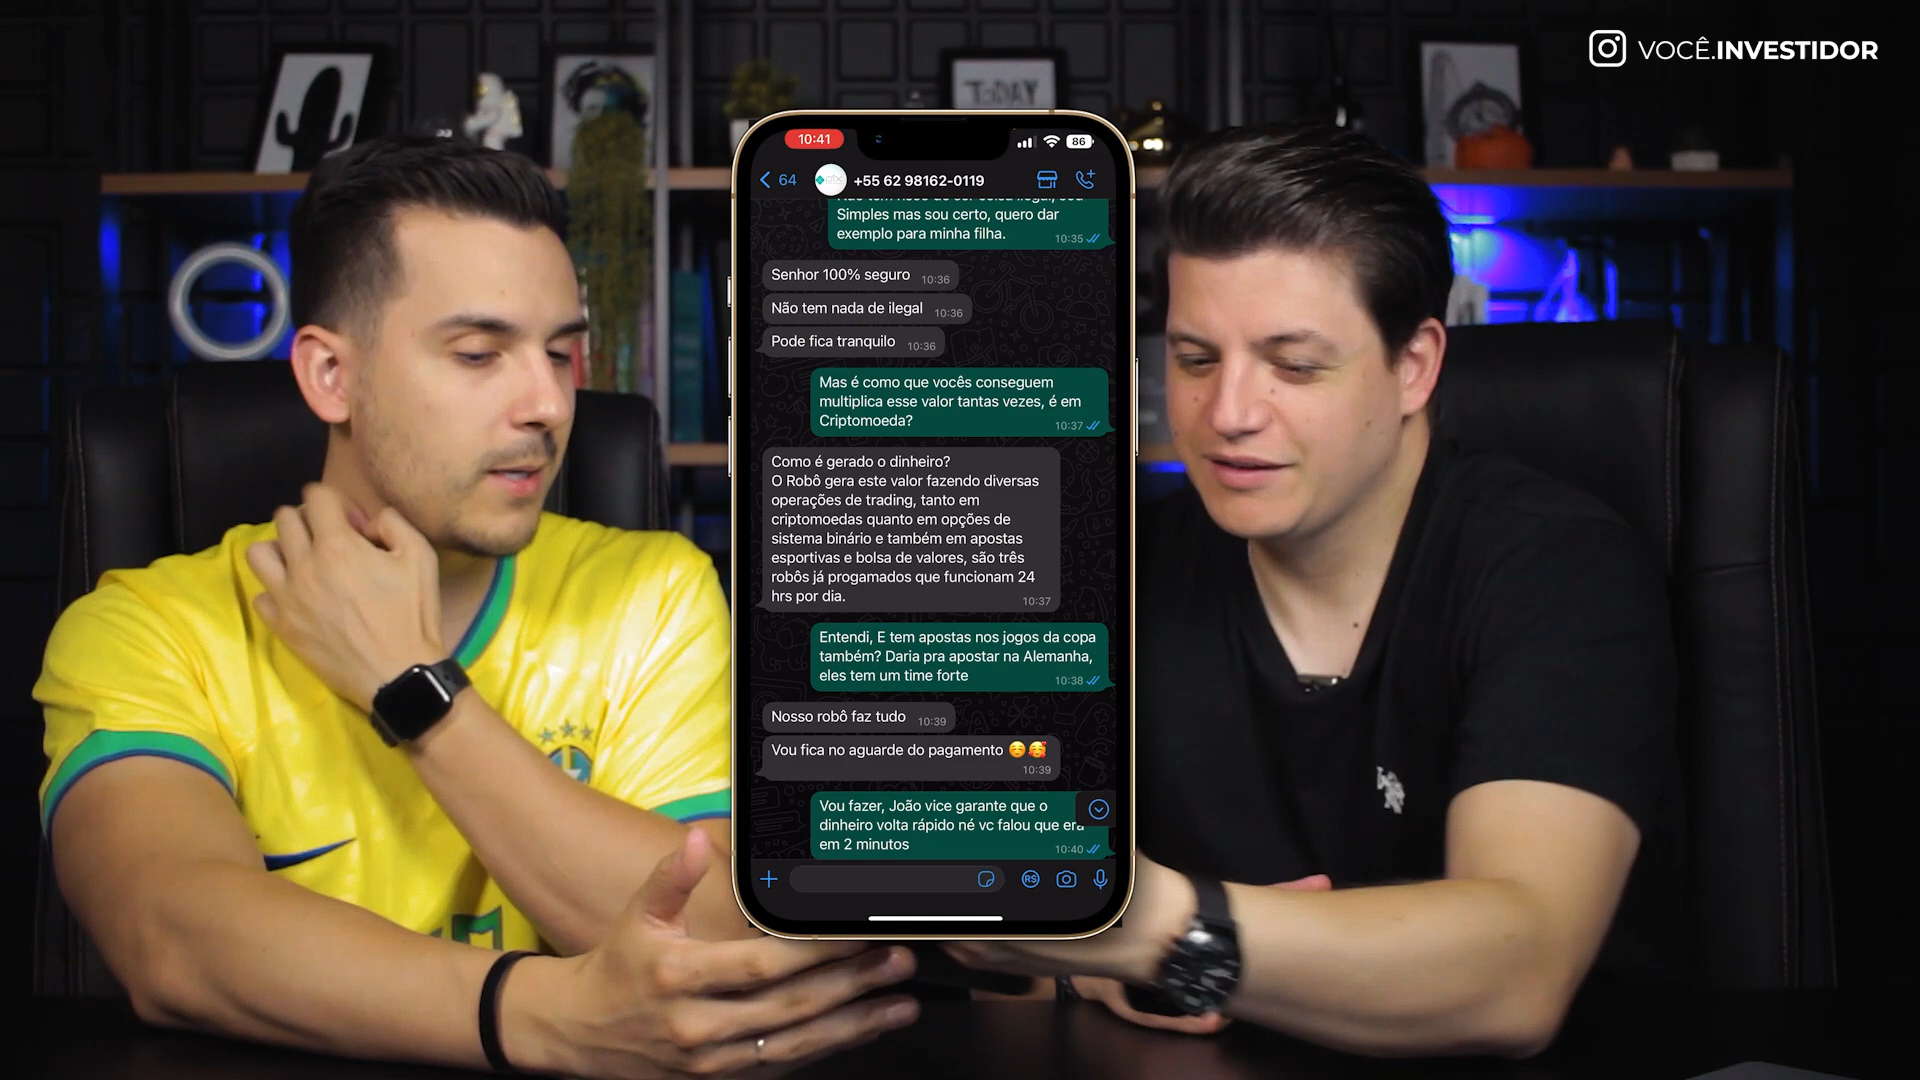 VOCÊ.INVESTIDOR
TODAY
10:41
86
64
+55 62 98162-0119
Simples mas sou certo, quero dar
exemplo para minha filha.
10:35
Senhor 100% seguro 10:36
Não tem nada de ilegal 10:36
Pode fica tranquilo 10:36
Mas é como que vocês conseguem
multiplica esse valor tantas vezes, é em
Criptomoeda?
10:37
Como é gerado o dinheiro?
O Robô gera este valor fazendo diversas
operações de trading, tanto em
criptomoedas quanto em opções de
sistema binário e também em apostas
esportivas e bolsa de valores, são três
robôs já progamados que funcionam 24
hrs por dia.
10:37
Entendi, E tem apostas nos jogos da copa
também? Daria pra apostar na Alemanha,
eles tem um time forte
10:38
Nosso robô faz tudo 10:39
Vou fica no aguarde do pagamento ☺️🥰
10:39
Vou fazer, João vice garante que o
dinheiro volta rápido né vc falou que era
em 2 minutos
10:40
R$